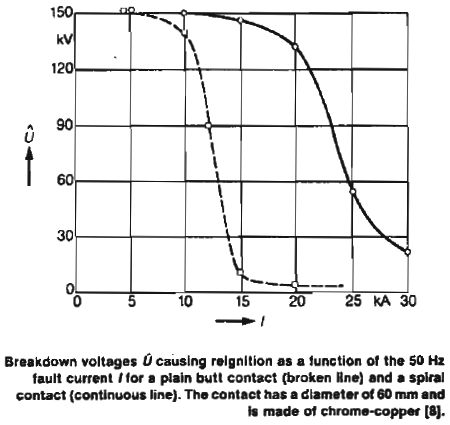 150
kV
120
90
Û
60
30
0
0 5 10 15 20 25 kA 30
I
Breakdown voltages Û causing reignition as a function of the 50 Hz
fault current I for a plain butt contact (broken line) and a spiral
contact (continuous line). The contact has a diameter of 60 mm and
is made of chrome-copper [8].